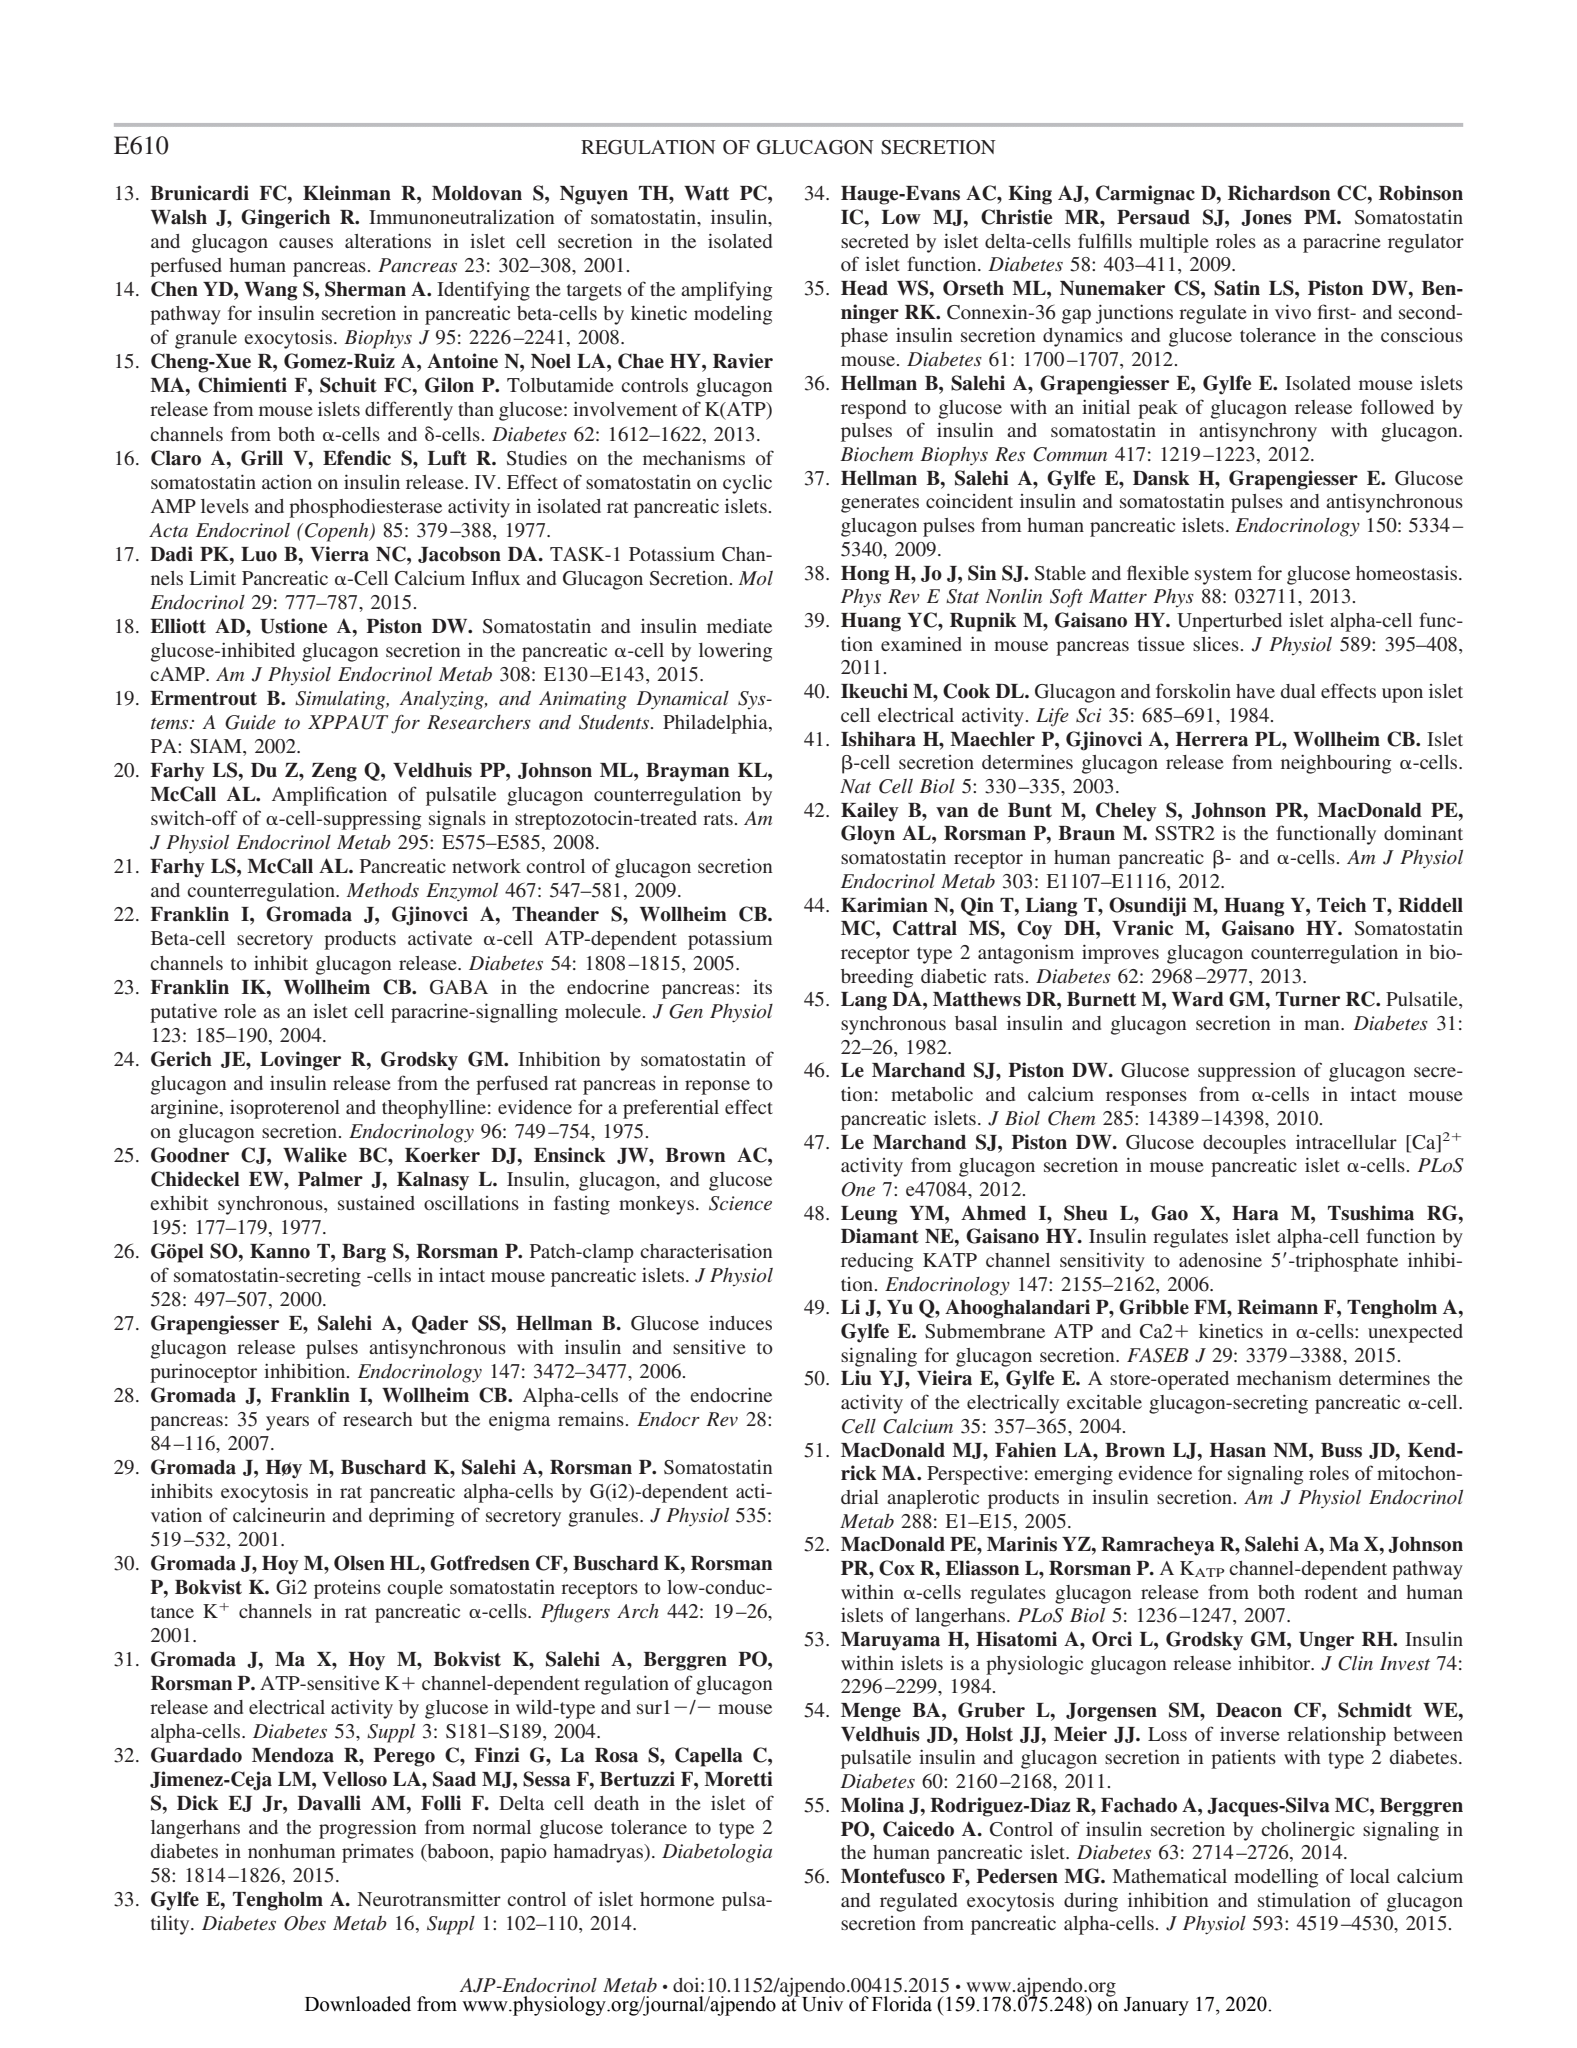 E610
REGULATION OF GLUCAGON SECRETION
13. Brunicardi FC, Kleinman R, Moldovan S, Nguyen TH, Watt PC,
Walsh J, Gingerich R. Immunoneutralization of somatostatin, insulin,
and glucagon causes alterations in islet cell secretion in the isolated
perfused human pancreas. Pancreas 23: 302–308, 2001.
14. Chen YD, Wang S, Sherman A. Identifying the targets of the amplifying
pathway for insulin secretion in pancreatic beta-cells by kinetic modeling
of granule exocytosis. Biophys J 95: 2226–2241, 2008.
15. Cheng-Xue R, Gomez-Ruiz A, Antoine N, Noel LA, Chae HY, Ravier
MA, Chimienti F, Schuit FC, Gilon P. Tolbutamide controls glucagon
release from mouse islets differently than glucose: involvement of K(ATP)
channels from both α-cells and δ-cells. Diabetes 62: 1612–1622, 2013.
16. Claro A, Grill V, Efendic S, Luft R. Studies on the mechanisms of
somatostatin action on insulin release. IV. Effect of somatostatin on cyclic
AMP levels and phosphodiesterase activity in isolated rat pancreatic islets.
Acta Endocrinol (Copenh) 85: 379–388, 1977.
17. Dadi PK, Luo B, Vierra NC, Jacobson DA. TASK-1 Potassium Chan-
nels Limit Pancreatic α-Cell Calcium Influx and Glucagon Secretion. Mol
Endocrinol 29: 777–787, 2015.
18. Elliott AD, Ustione A, Piston DW. Somatostatin and insulin mediate
glucose-inhibited glucagon secretion in the pancreatic α-cell by lowering
cAMP. Am J Physiol Endocrinol Metab 308: E130–E143, 2015.
19. Ermentrout B. Simulating, Analyzing, and Animating Dynamical Sys-
tems: A Guide to XPPAUT for Researchers and Students. Philadelphia,
PA: SIAM, 2002.
20. Farhy LS, Du Z, Zeng Q, Veldhuis PP, Johnson ML, Brayman KL,
McCall AL. Amplification of pulsatile glucagon counterregulation by
switch-off of α-cell-suppressing signals in streptozotocin-treated rats. Am
J Physiol Endocrinol Metab 295: E575–E585, 2008.
21. Farhy LS, McCall AL. Pancreatic network control of glucagon secretion
and counterregulation. Methods Enzymol 467: 547–581, 2009.
22. Franklin I, Gromada J, Gjinovci A, Theander S, Wollheim CB.
Beta-cell secretory products activate α-cell ATP-dependent potassium
channels to inhibit glucagon release. Diabetes 54: 1808–1815, 2005.
23. Franklin IK, Wollheim CB. GABA in the endocrine pancreas: its
putative role as an islet cell paracrine-signalling molecule. J Gen Physiol
123: 185–190, 2004.
24. Gerich JE, Lovinger R, Grodsky GM. Inhibition by somatostatin of
glucagon and insulin release from the perfused rat pancreas in reponse to
arginine, isoproterenol and theophylline: evidence for a preferential effect
on glucagon secretion. Endocrinology 96: 749–754, 1975.
25. Goodner CJ, Walike BC, Koerker DJ, Ensinck JW, Brown AC,
Chideckel EW, Palmer J, Kalnasy L. Insulin, glucagon, and glucose
exhibit synchronous, sustained oscillations in fasting monkeys. Science
195: 177–179, 1977.
26. Göpel SO, Kanno T, Barg S, Rorsman P. Patch-clamp characterisation
of somatostatin-secreting -cells in intact mouse pancreatic islets. J Physiol
528: 497–507, 2000.
27. Grapengiesser E, Salehi A, Qader SS, Hellman B. Glucose induces
glucagon release pulses antisynchronous with insulin and sensitive to
purinoceptor inhibition. Endocrinology 147: 3472–3477, 2006.
28. Gromada J, Franklin I, Wollheim CB. Alpha-cells of the endocrine
pancreas: 35 years of research but the enigma remains. Endocr Rev 28:
84–116, 2007.
29. Gromada J, Høy M, Buschard K, Salehi A, Rorsman P. Somatostatin
inhibits exocytosis in rat pancreatic alpha-cells by G(i2)-dependent acti-
vation of calcineurin and depriming of secretory granules. J Physiol 535:
519–532, 2001.
30. Gromada J, Hoy M, Olsen HL, Gotfredsen CF, Buschard K, Rorsman
P, Bokvist K. Gi2 proteins couple somatostatin receptors to low-conduc-
tance K⁺ channels in rat pancreatic α-cells. Pflugers Arch 442: 19–26,
2001.
31. Gromada J, Ma X, Hoy M, Bokvist K, Salehi A, Berggren PO,
Rorsman P. ATP-sensitive K+ channel-dependent regulation of glucagon
release and electrical activity by glucose in wild-type and sur1−/− mouse
alpha-cells. Diabetes 53, Suppl 3: S181–S189, 2004.
32. Guardado Mendoza R, Perego C, Finzi G, La Rosa S, Capella C,
Jimenez-Ceja LM, Velloso LA, Saad MJ, Sessa F, Bertuzzi F, Moretti
S, Dick EJ Jr, Davalli AM, Folli F. Delta cell death in the islet of
langerhans and the progression from normal glucose tolerance to type 2
diabetes in nonhuman primates (baboon, papio hamadryas). Diabetologia
58: 1814–1826, 2015.
33. Gylfe E, Tengholm A. Neurotransmitter control of islet hormone pulsa-
tility. Diabetes Obes Metab 16, Suppl 1: 102–110, 2014.
34. Hauge-Evans AC, King AJ, Carmignac D, Richardson CC, Robinson
IC, Low MJ, Christie MR, Persaud SJ, Jones PM. Somatostatin
secreted by islet delta-cells fulfills multiple roles as a paracrine regulator
of islet function. Diabetes 58: 403–411, 2009.
35. Head WS, Orseth ML, Nunemaker CS, Satin LS, Piston DW, Ben-
ninger RK. Connexin-36 gap junctions regulate in vivo first- and second-
phase insulin secretion dynamics and glucose tolerance in the conscious
mouse. Diabetes 61: 1700–1707, 2012.
36. Hellman B, Salehi A, Grapengiesser E, Gylfe E. Isolated mouse islets
respond to glucose with an initial peak of glucagon release followed by
pulses of insulin and somatostatin in antisynchrony with glucagon.
Biochem Biophys Res Commun 417: 1219–1223, 2012.
37. Hellman B, Salehi A, Gylfe E, Dansk H, Grapengiesser E. Glucose
generates coincident insulin and somatostatin pulses and antisynchronous
glucagon pulses from human pancreatic islets. Endocrinology 150: 5334–
5340, 2009.
38. Hong H, Jo J, Sin SJ. Stable and flexible system for glucose homeostasis.
Phys Rev E Stat Nonlin Soft Matter Phys 88: 032711, 2013.
39. Huang YC, Rupnik M, Gaisano HY. Unperturbed islet alpha-cell func-
tion examined in mouse pancreas tissue slices. J Physiol 589: 395–408,
2011.
40. Ikeuchi M, Cook DL. Glucagon and forskolin have dual effects upon islet
cell electrical activity. Life Sci 35: 685–691, 1984.
41. Ishihara H, Maechler P, Gjinovci A, Herrera PL, Wollheim CB. Islet
β-cell secretion determines glucagon release from neighbouring α-cells.
Nat Cell Biol 5: 330–335, 2003.
42. Kailey B, van de Bunt M, Cheley S, Johnson PR, MacDonald PE,
Gloyn AL, Rorsman P, Braun M. SSTR2 is the functionally dominant
somatostatin receptor in human pancreatic β- and α-cells. Am J Physiol
Endocrinol Metab 303: E1107–E1116, 2012.
44. Karimian N, Qin T, Liang T, Osundiji M, Huang Y, Teich T, Riddell
MC, Cattral MS, Coy DH, Vranic M, Gaisano HY. Somatostatin
receptor type 2 antagonism improves glucagon counterregulation in bio-
breeding diabetic rats. Diabetes 62: 2968–2977, 2013.
45. Lang DA, Matthews DR, Burnett M, Ward GM, Turner RC. Pulsatile,
synchronous basal insulin and glucagon secretion in man. Diabetes 31:
22–26, 1982.
46. Le Marchand SJ, Piston DW. Glucose suppression of glucagon secre-
tion: metabolic and calcium responses from α-cells in intact mouse
pancreatic islets. J Biol Chem 285: 14389–14398, 2010.
47. Le Marchand SJ, Piston DW. Glucose decouples intracellular [Ca]²⁺
activity from glucagon secretion in mouse pancreatic islet α-cells. PLoS
One 7: e47084, 2012.
48. Leung YM, Ahmed I, Sheu L, Gao X, Hara M, Tsushima RG,
Diamant NE, Gaisano HY. Insulin regulates islet alpha-cell function by
reducing KATP channel sensitivity to adenosine 5′-triphosphate inhibi-
tion. Endocrinology 147: 2155–2162, 2006.
49. Li J, Yu Q, Ahooghalandari P, Gribble FM, Reimann F, Tengholm A,
Gylfe E. Submembrane ATP and Ca2+ kinetics in α-cells: unexpected
signaling for glucagon secretion. FASEB J 29: 3379–3388, 2015.
50. Liu YJ, Vieira E, Gylfe E. A store-operated mechanism determines the
activity of the electrically excitable glucagon-secreting pancreatic α-cell.
Cell Calcium 35: 357–365, 2004.
51. MacDonald MJ, Fahien LA, Brown LJ, Hasan NM, Buss JD, Kend-
rick MA. Perspective: emerging evidence for signaling roles of mitochon-
drial anaplerotic products in insulin secretion. Am J Physiol Endocrinol
Metab 288: E1–E15, 2005.
52. MacDonald PE, Marinis YZ, Ramracheya R, Salehi A, Ma X, Johnson
PR, Cox R, Eliasson L, Rorsman P. A KATP channel-dependent pathway
within α-cells regulates glucagon release from both rodent and human
islets of langerhans. PLoS Biol 5: 1236–1247, 2007.
53. Maruyama H, Hisatomi A, Orci L, Grodsky GM, Unger RH. Insulin
within islets is a physiologic glucagon release inhibitor. J Clin Invest 74:
2296–2299, 1984.
54. Menge BA, Gruber L, Jorgensen SM, Deacon CF, Schmidt WE,
Veldhuis JD, Holst JJ, Meier JJ. Loss of inverse relationship between
pulsatile insulin and glucagon secretion in patients with type 2 diabetes.
Diabetes 60: 2160–2168, 2011.
55. Molina J, Rodriguez-Diaz R, Fachado A, Jacques-Silva MC, Berggren
PO, Caicedo A. Control of insulin secretion by cholinergic signaling in
the human pancreatic islet. Diabetes 63: 2714–2726, 2014.
56. Montefusco F, Pedersen MG. Mathematical modelling of local calcium
and regulated exocytosis during inhibition and stimulation of glucagon
secretion from pancreatic alpha-cells. J Physiol 593: 4519–4530, 2015.
AJP-Endocrinol Metab • doi:10.1152/ajpendo.00415.2015 • www.ajpendo.org
Downloaded from www.physiology.org/journal/ajpendo at Univ of Florida (159.178.075.248) on January 17, 2020.